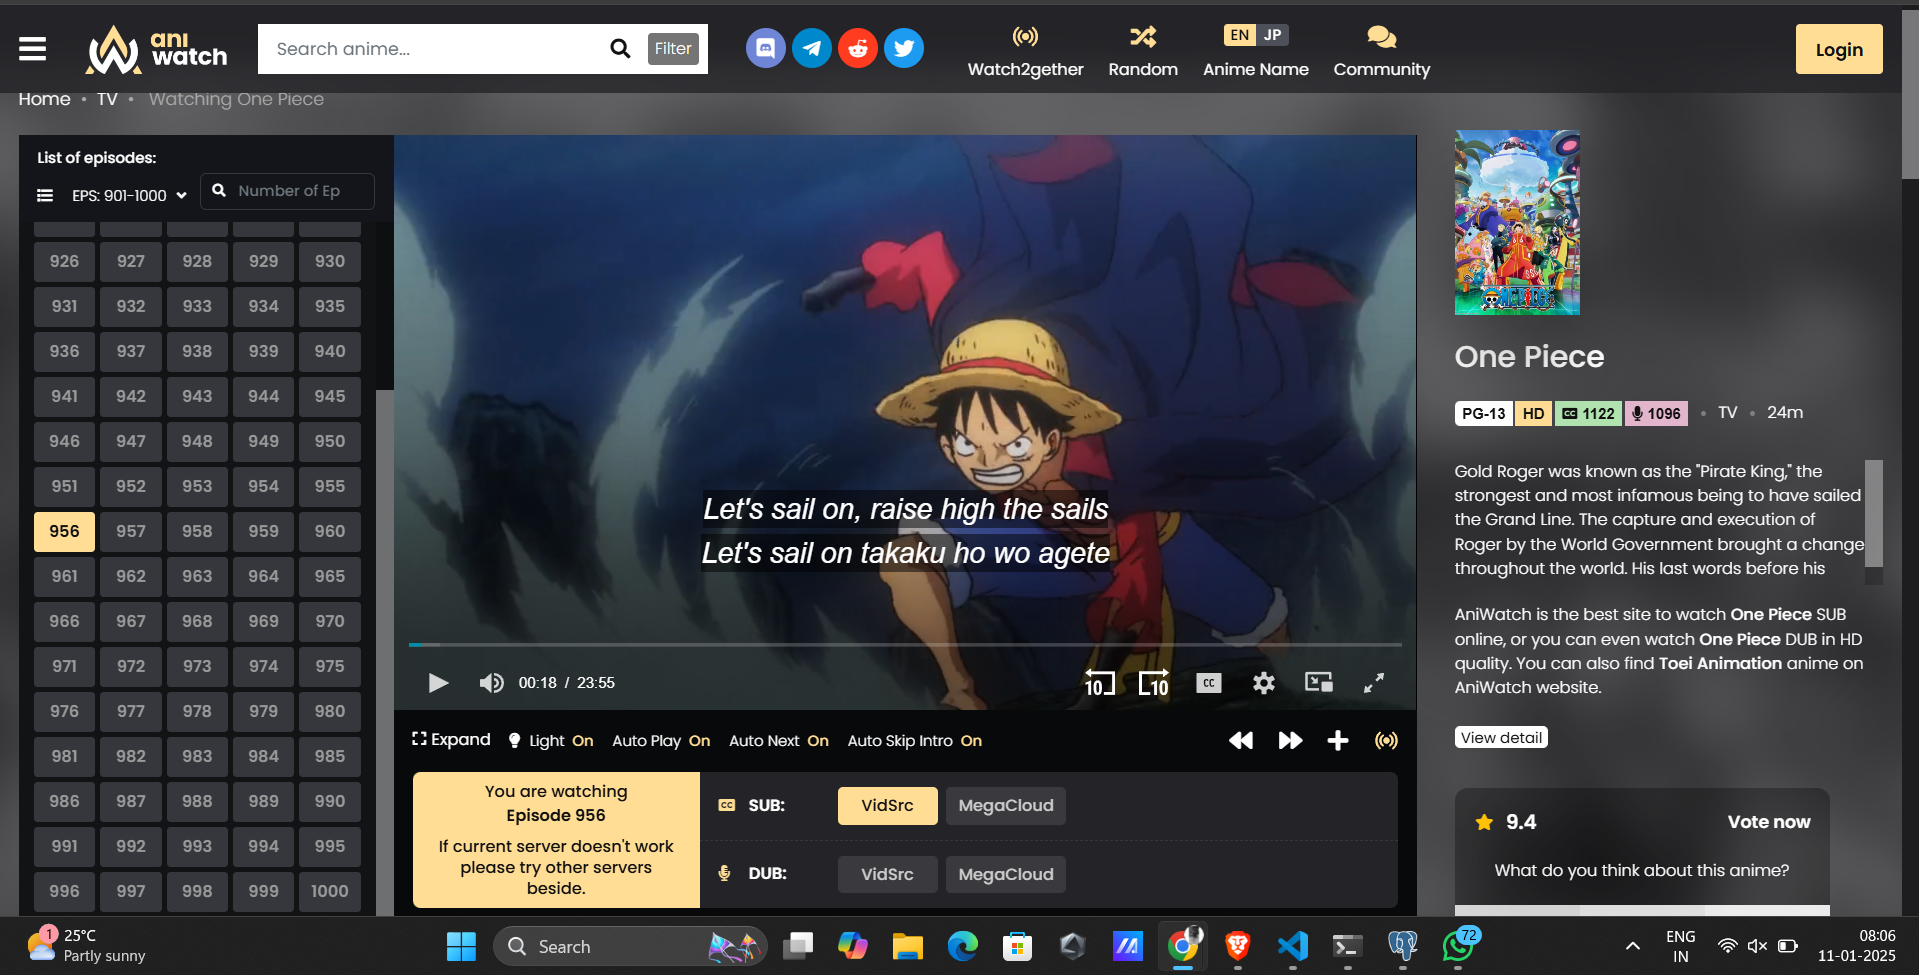 ani
watch
Search anime...
Filter
Watch2gether
Random
EN JP
Anime Name
Community
Login
Home • TV • Watching One Piece
List of episodes:
EPS: 901-1000
Number of Ep
926 927 928 929 930
931 932 933 934 935
936 937 938 939 940
941 942 943 944 945
946 947 948 949 950
951 952 953 954 955
956 957 958 959 960
961 962 963 964 965
966 967 968 969 970
971 972 973 974 975
976 977 978 979 980
981 982 983 984 985
986 987 988 989 990
991 992 993 994 995
996 997 998 999 1000
Let's sail on, raise high the sails
Let's sail on takaku ho wo agete
00:18 / 23:55
10 10 CC
Expand Light On Auto Play On Auto Next On Auto Skip Intro On
You are watching
Episode 956
If current server doesn't work
please try other servers
beside.
CC SUB: VidSrc MegaCloud
DUB: VidSrc MegaCloud
ONE PIECE
One Piece
PG-13 HD CC 1122 1096 • TV • 24m
Gold Roger was known as the "Pirate King," the
strongest and most infamous being to have sailed
the Grand Line. The capture and execution of
Roger by the World Government brought a change
throughout the world. His last words before his
AniWatch is the best site to watch One Piece SUB
online, or you can even watch One Piece DUB in HD
quality. You can also find Toei Animation anime on
AniWatch website.
View detail
9.4 Vote now
What do you think about this anime?
1
25°C
Partly sunny
Search
72
ENG
IN
08:06
11-01-2025